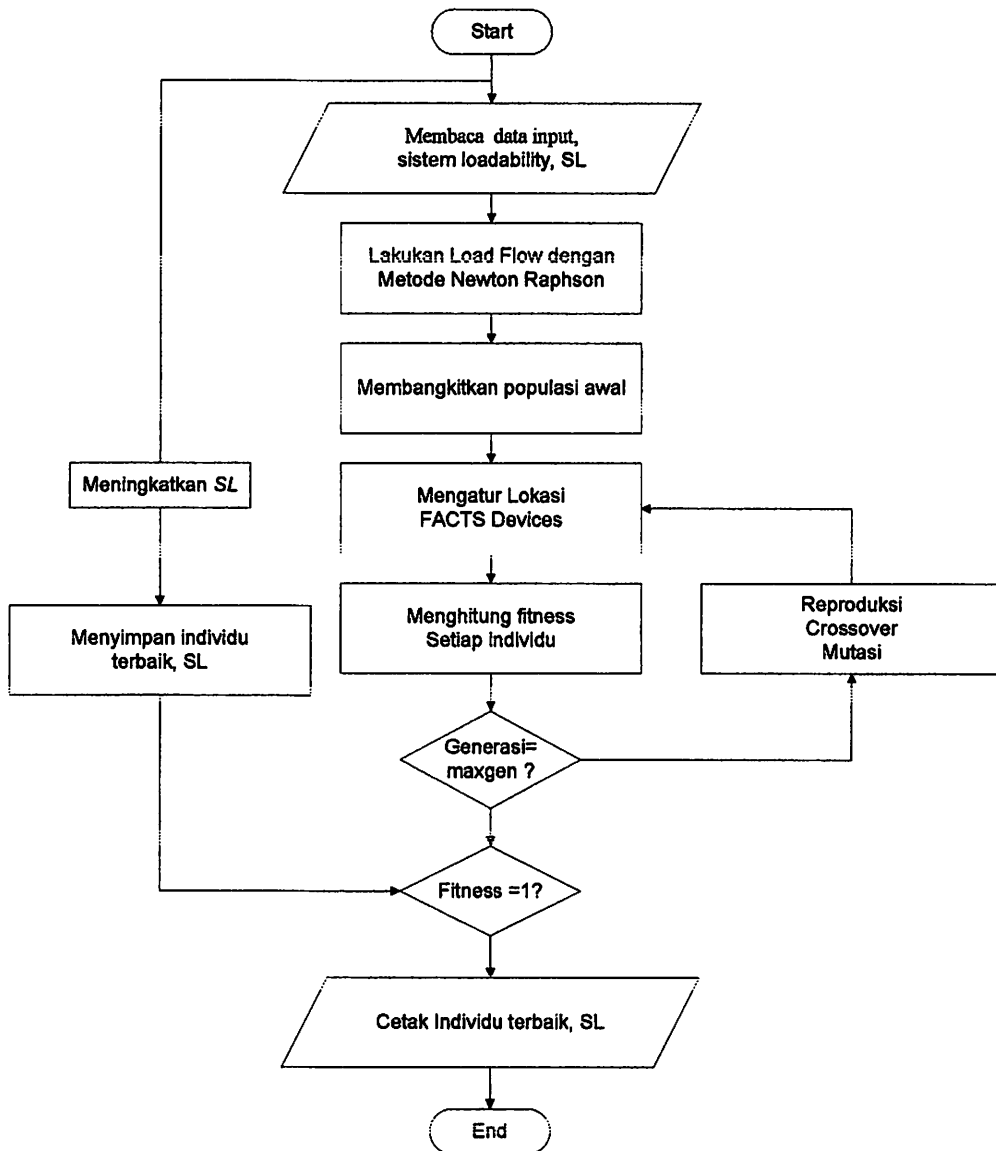 Start
Membaca data input,
sistem loadability, SL
Lakukan Load Flow dengan
Metode Newton Raphson
Membangkitkan populasi awal
Meningkatkan SL
Mengatur Lokasi
FACTS Devices
Menyimpan individu
terbaik, SL
Menghitung fitness
Setiap individu
Reproduksi
Crossover
Mutasi
Generasi=
maxgen ?
Fitness =1?
Cetak Individu terbaik, SL
End